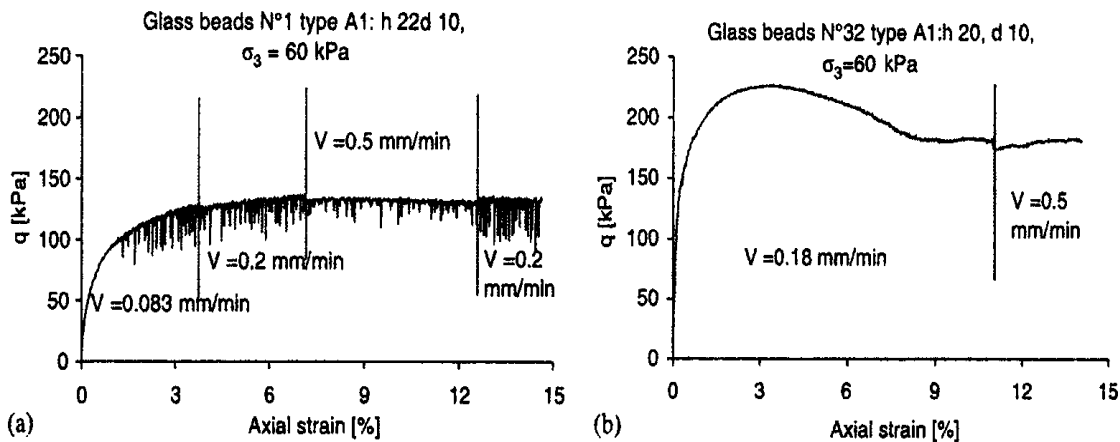 Glass beads N°1 type A1: h 22d 10,
σ3 = 60 kPa
250
200
150
100
50
0
q [kPa]
V =0.5 mm/min
V =0.2 mm/min
V =0.2
mm/min
V =0.083 mm/min
0 3 6 9 12 15
Axial strain [%]
(a)
Glass beads N°32 type A1:h 20, d 10,
σ3=60 kPa
250
200
150
100
50
0
q [kPa]
V =0.5
mm/min
V =0.18 mm/min
0 3 6 9 12 15
Axial strain [%]
(b)